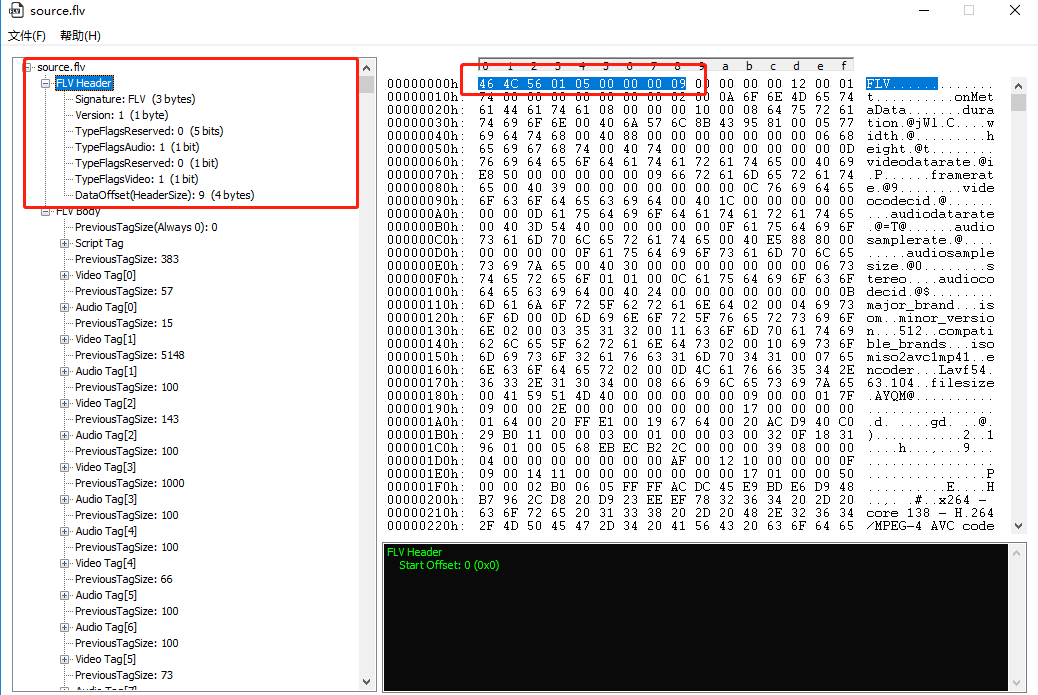 source.flv
文件(F) 帮助(H)
source.flv
FLV Header
Signature: FLV (3 bytes)
Version: 1 (1 byte)
TypeFlagsReserved: 0 (5 bits)
TypeFlagsAudio: 1 (1 bit)
TypeFlagsReserved: 0 (1 bit)
TypeFlagsVideo: 1 (1 bit)
DataOffset(HeaderSize): 9 (4 bytes)
FLV Body
PreviousTagSize(Always 0): 0
Script Tag
PreviousTagSize: 383
Video Tag[0]
PreviousTagSize: 57
Audio Tag[0]
PreviousTagSize: 15
Video Tag[1]
PreviousTagSize: 5148
Audio Tag[1]
PreviousTagSize: 100
Video Tag[2]
PreviousTagSize: 143
Audio Tag[2]
PreviousTagSize: 100
Video Tag[3]
PreviousTagSize: 1000
Audio Tag[3]
PreviousTagSize: 100
Audio Tag[4]
PreviousTagSize: 100
Video Tag[4]
PreviousTagSize: 66
Audio Tag[5]
PreviousTagSize: 100
Audio Tag[6]
PreviousTagSize: 100
Video Tag[5]
PreviousTagSize: 73
0 1 2 3 4 5 6 7 8 9 a b c d e f
00000000h: 46 4C 56 01 05 00 00 00 09 00 00 00 00 12 00 01 FLV.............
00000010h: 74 00 00 00 00 00 00 00 02 00 0A 6F 6E 4D 65 74 t..........onMet
00000020h: 61 44 61 74 61 08 00 00 00 10 00 08 64 75 72 61 aData.......dura
00000030h: 74 69 6F 6E 00 40 6A 57 6C 8B 43 95 81 00 05 77 tion.@jWl.C....w
00000040h: 69 64 74 68 00 40 88 00 00 00 00 00 00 00 06 68 idth.@.........h
00000050h: 65 69 67 68 74 00 40 74 00 00 00 00 00 00 00 0D eight.@t........
00000060h: 76 69 64 65 6F 64 61 74 61 72 61 74 65 00 40 69 videodatarate.@i
00000070h: E8 50 00 00 00 00 00 09 66 72 61 6D 65 72 61 74 .P......framerat
00000080h: 65 00 40 39 00 00 00 00 00 00 00 0C 76 69 64 65 e.@9........vide
00000090h: 6F 63 6F 64 65 63 69 64 00 40 1C 00 00 00 00 00 ocodecid.@......
000000A0h: 00 00 0D 61 75 64 69 6F 64 61 74 61 72 61 74 65 ...audiodatarate
000000B0h: 00 40 3D 54 40 00 00 00 00 00 0F 61 75 64 69 6F .@=T@......audio
000000C0h: 73 61 6D 70 6C 65 72 61 74 65 00 40 E5 88 80 00 samplerate.@....
000000D0h: 00 00 00 00 0F 61 75 64 69 6F 73 61 6D 70 6C 65 .....audiosample
000000E0h: 73 69 7A 65 00 40 30 00 00 00 00 00 00 00 06 73 size.@0........s
000000F0h: 74 65 72 65 6F 01 01 00 0C 61 75 64 69 6F 63 6F tereo....audioco
00000100h: 64 65 63 69 64 00 40 24 00 00 00 00 00 00 00 0B decid.@$........
00000110h: 6D 61 6A 6F 72 5F 62 72 61 6E 64 02 00 04 69 73 major_brand...is
00000120h: 6F 6D 00 0D 6D 69 6E 6F 72 5F 76 65 72 73 69 6F om..minor_versio
00000130h: 6E 02 00 03 35 31 32 00 11 63 6F 6D 70 61 74 69 n...512..compati
00000140h: 62 6C 65 5F 62 72 61 6E 64 73 02 00 10 69 73 6F ble_brands...iso
00000150h: 6D 69 73 6F 32 61 76 63 31 6D 70 34 31 00 07 65 miso2avc1mp41..e
00000160h: 6E 63 6F 64 65 72 02 00 0D 4C 61 76 66 35 34 2E ncoder...Lavf54.
00000170h: 36 33 2E 31 30 34 00 08 66 69 6C 65 73 69 7A 65 63.104..filesize
00000180h: 00 41 59 51 4D 40 00 00 00 00 00 09 00 00 01 7F .AYQM@..........
00000190h: 09 00 00 2E 00 00 00 00 00 00 00 17 00 00 00 00 ................
000001A0h: 01 64 00 20 FF E1 00 19 67 64 00 20 AC D9 40 C0 .d. ....gd. ..@.
000001B0h: 29 B0 11 00 00 03 00 01 00 00 03 00 32 0F 18 31 )...........2..1
000001C0h: 96 01 00 05 68 EB EC B2 2C 00 00 00 39 08 00 00 ....h...,...9...
000001D0h: 04 00 00 00 00 00 00 AF 00 12 10 00 00 00 00 0F ................
000001E0h: 09 00 14 11 00 00 00 00 00 00 00 17 01 00 00 50 ...............P
000001F0h: 00 00 02 B0 06 05 FF FF AC DC 45 E9 BD E6 D9 48 ..........E....H
00000200h: B7 96 2C D8 20 D9 23 EE EF 78 32 36 34 20 2D 20 ..,. .#..x264 -
00000210h: 63 6F 72 65 20 31 33 38 20 2D 20 48 2E 32 36 34 core 138 - H.264
00000220h: 2F 4D 50 45 47 2D 34 20 41 56 43 20 63 6F 64 65 /MPEG-4 AVC code
FLV Header
Start Offset: 0 (0x0)